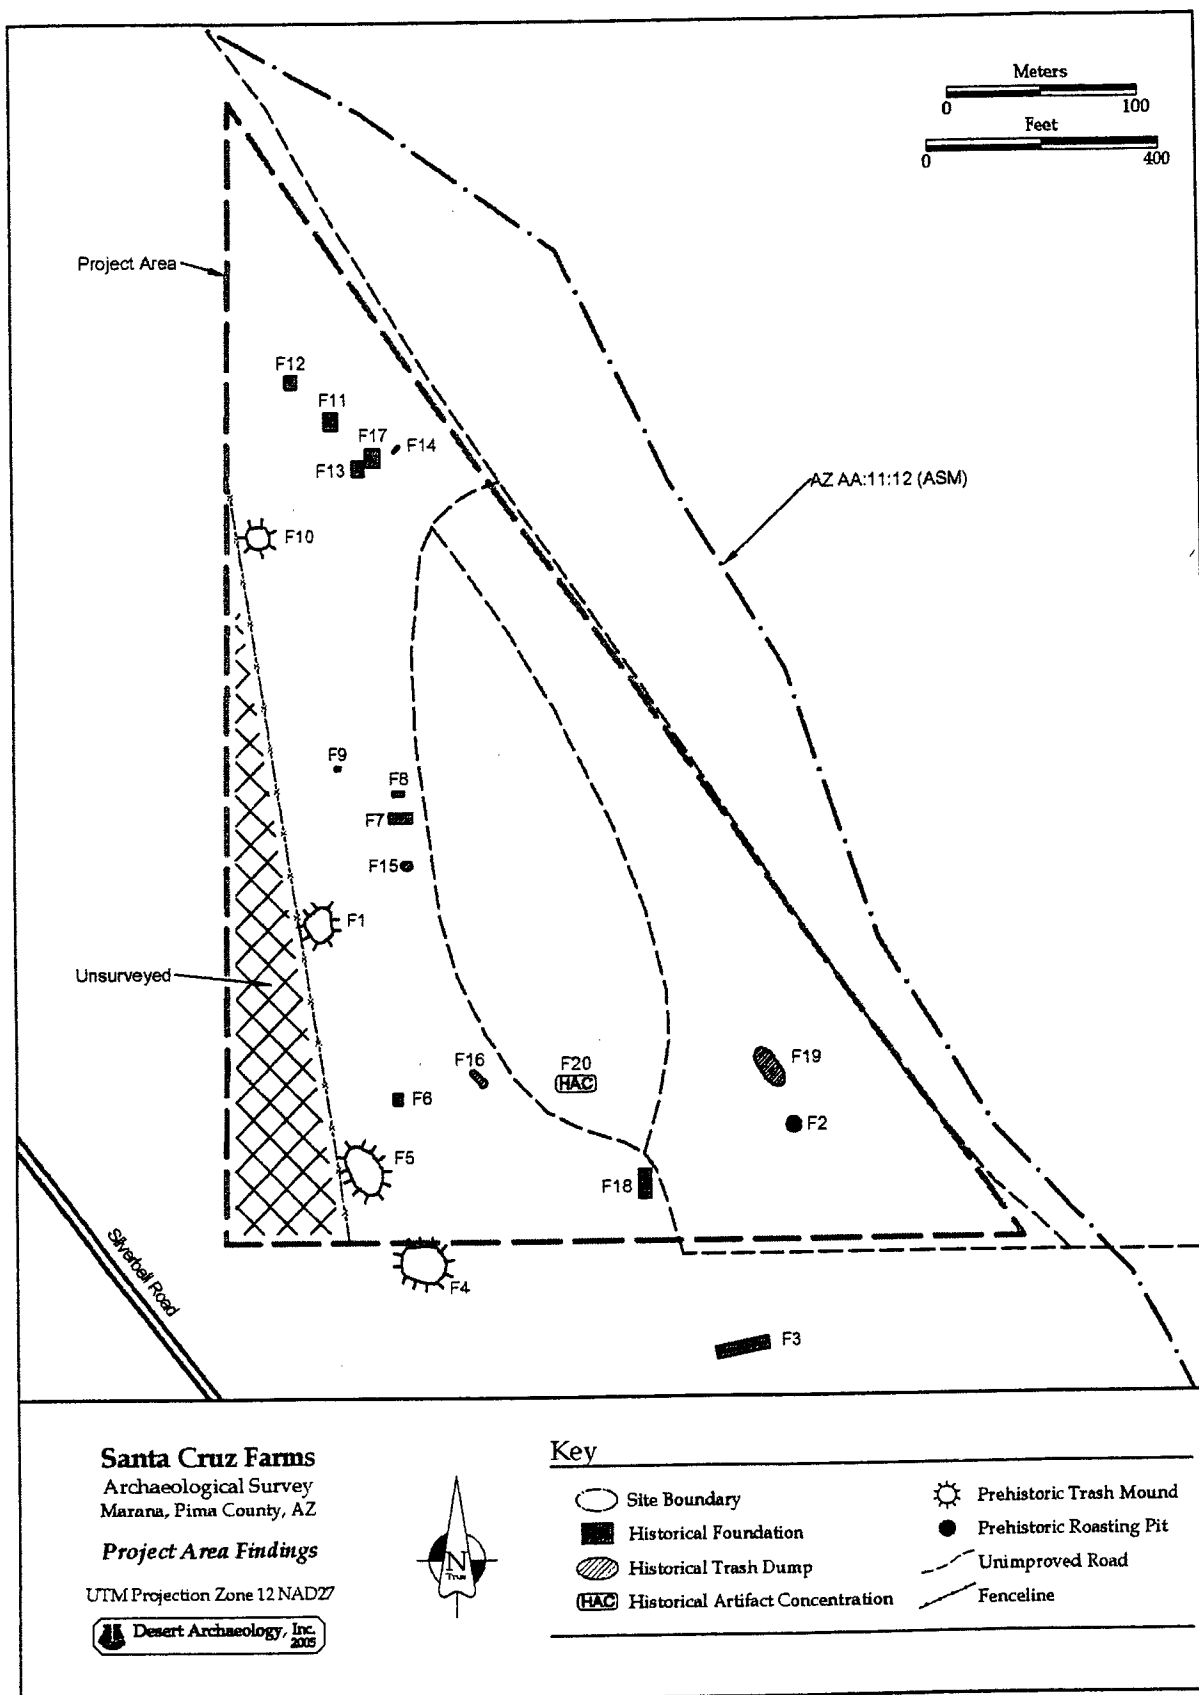 Meters
0 100
Feet
0 400
Project Area
F12
F11
F17
F14
F13
AZ AA:11:12 (ASM)
F10
F9
F8
F7
F15
F1
Unsurveyed
F16
F20
HAC
F19
F6
F2
F5
F18
Silverbell Road
F4
F3
Santa Cruz Farms
Archaeological Survey
Marana, Pima County, AZ
Project Area Findings
UTM Projection Zone 12 NAD27
Desert Archaeology, Inc.
2005
N
True
Key
Site Boundary
Historical Foundation
Historical Trash Dump
HAC Historical Artifact Concentration
Prehistoric Trash Mound
Prehistoric Roasting Pit
Unimproved Road
Fenceline